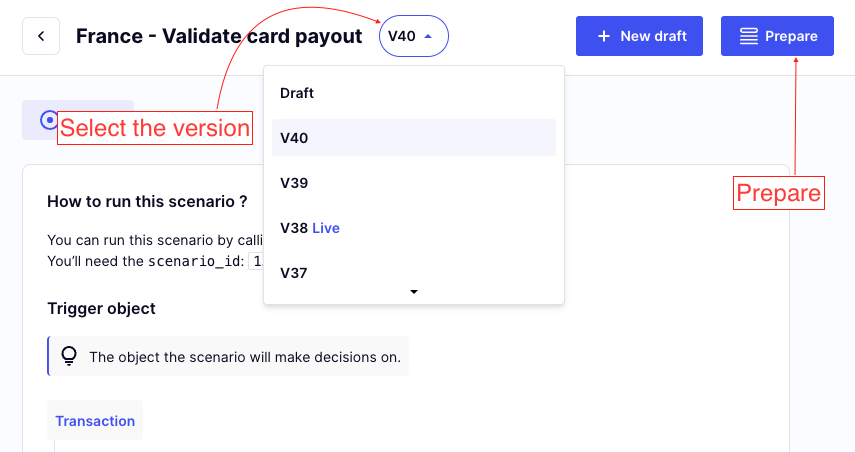 France - Validate card payout
V40
New draft
Prepare
Draft
V40
V39
V38 Live
V37
Select the version
Prepare
How to run this scenario ?
You can run this scenario by calli
You'll need the scenario_id: 1
Trigger object
The object the scenario will make decisions on.
Transaction